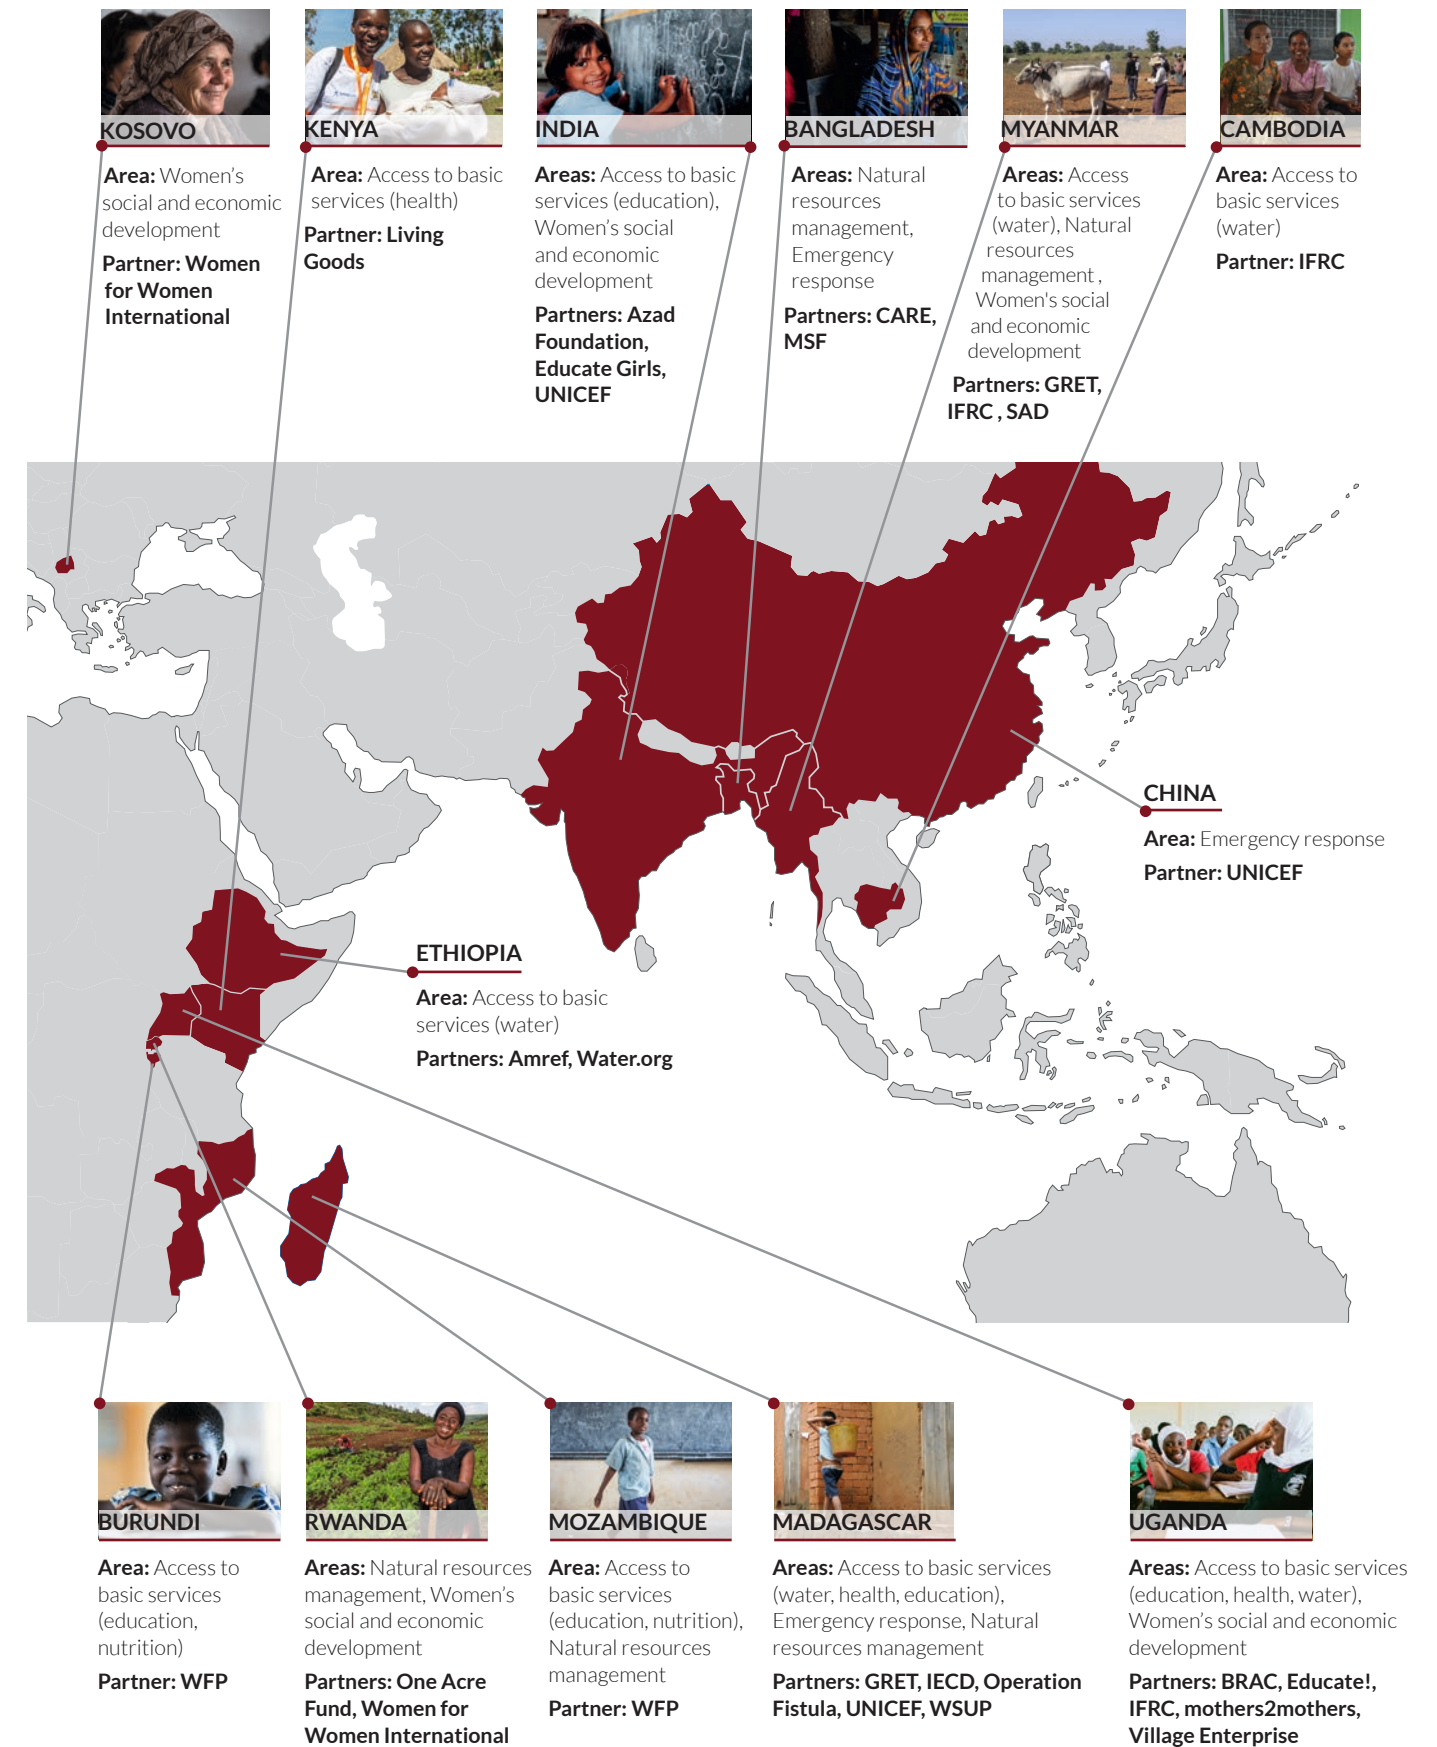 KOSOVO
Area: Women’s
social and economic
development
Partner: Women
for Women
International
KENYA
Area: Access to basic
services (health)
Partner: Living
Goods
INDIA
Areas: Access to basic
services (education),
Women’s social
and economic
development
Partners: Azad
Foundation,
Educate Girls,
UNICEF
BANGLADESH
Areas: Natural
resources
management,
Emergency
response
Partners: CARE,
MSF
MYANMAR
Areas: Access
to basic services
(water), Natural
resources
management ,
Women's social
and economic
development
Partners: GRET,
IFRC , SAD
CAMBODIA
Area: Access to
basic services
(water)
Partner: IFRC
CHINA
Area: Emergency response
Partner: UNICEF
ETHIOPIA
Area: Access to basic
services (water)
Partners: Amref, Water.org
BURUNDI
Area: Access to
basic services
(education,
nutrition)
Partner: WFP
RWANDA
Areas: Natural resources
management, Women’s
social and economic
development
Partners: One Acre
Fund, Women for
Women International
MOZAMBIQUE
Area: Access to
basic services
(education, nutrition),
Natural resources
management
Partner: WFP
MADAGASCAR
Areas: Access to basic services
(water, health, education),
Emergency response, Natural
resources management
Partners: GRET, IECD, Operation
Fistula, UNICEF, WSUP
UGANDA
Areas: Access to basic services
(education, health, water),
Women’s social and economic
development
Partners: BRAC, Educate!,
IFRC, mothers2mothers,
Village Enterprise